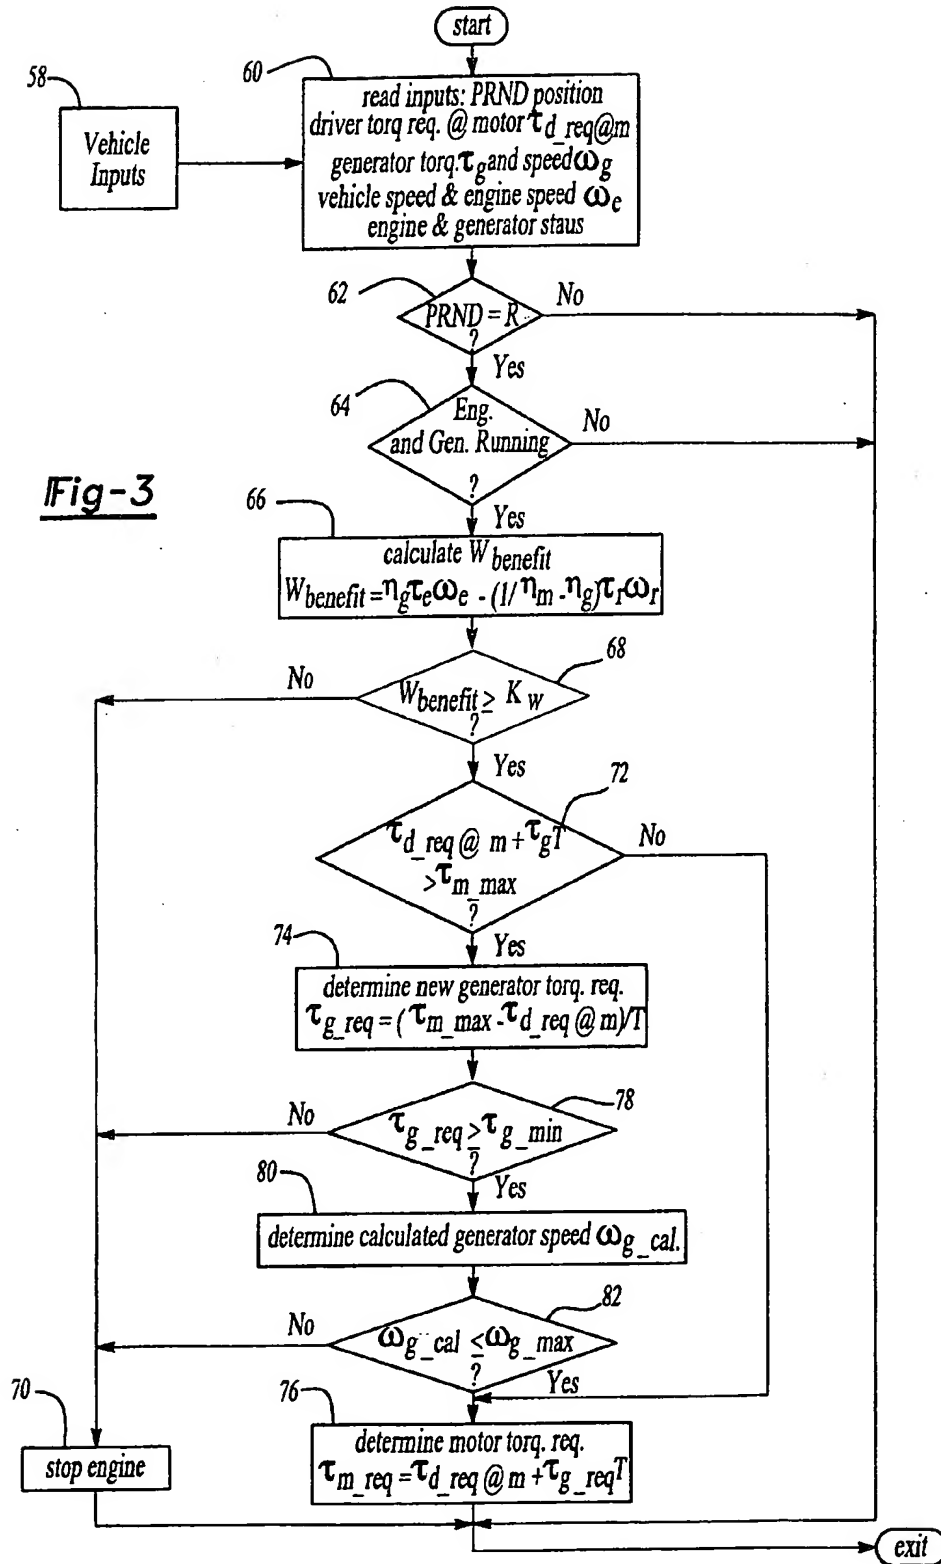 start
58
60
Vehicle
Inputs
read inputs: PRND position
driver torq req. @ motor τd_req@m
generator torq. τg and speed ωg
vehicle speed & engine speed ωe
engine & generator staus
62
PRND = R
?
No
Yes
64
Eng.
and Gen. Running
?
No
Yes
Fig-3
66
calculate Wbenefit
Wbenefit = ηgτeωe - (1/ηm - ηg)τrωr
68
Wbenefit ≥ KW
?
No
Yes
72
τd_req @ m + τgT
> τm_max
?
No
Yes
74
determine new generator torq. req.
τg_req = (τm_max - τd_req @ m)/T
78
τg_req ≥ τg_min
?
No
Yes
80
determine calculated generator speed ωg_cal.
82
ωg_cal ≤ ωg_max
?
No
Yes
70
stop engine
76
determine motor torq. req.
τm_req = τd_req @ m + τg_reqT
exit